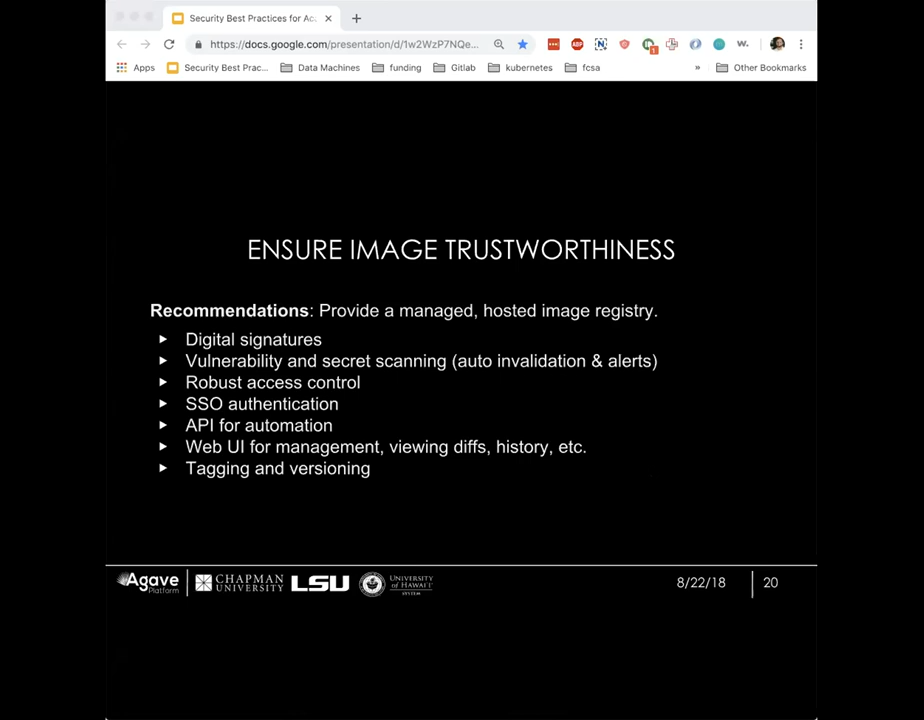 Security Best Practices for Ac
https://docs.google.com/presentation/d/1w2WzP7NQe...
ABP
N
1
w.
Apps
Security Best Prac...
Data Machines
funding
Gitlab
kubernetes
fcsa
»
Other Bookmarks
ENSURE IMAGE TRUSTWORTHINESS
Recommendations: Provide a managed, hosted image registry.
Digital signatures
Vulnerability and secret scanning (auto invalidation & alerts)
Robust access control
SSO authentication
API for automation
Web UI for management, viewing diffs, history, etc.
Tagging and versioning
Agave
Platform
CHAPMAN
UNIVERSITY
LSU
UNIVERSITY
of HAWAI'I
SYSTEM
8/22/18
20